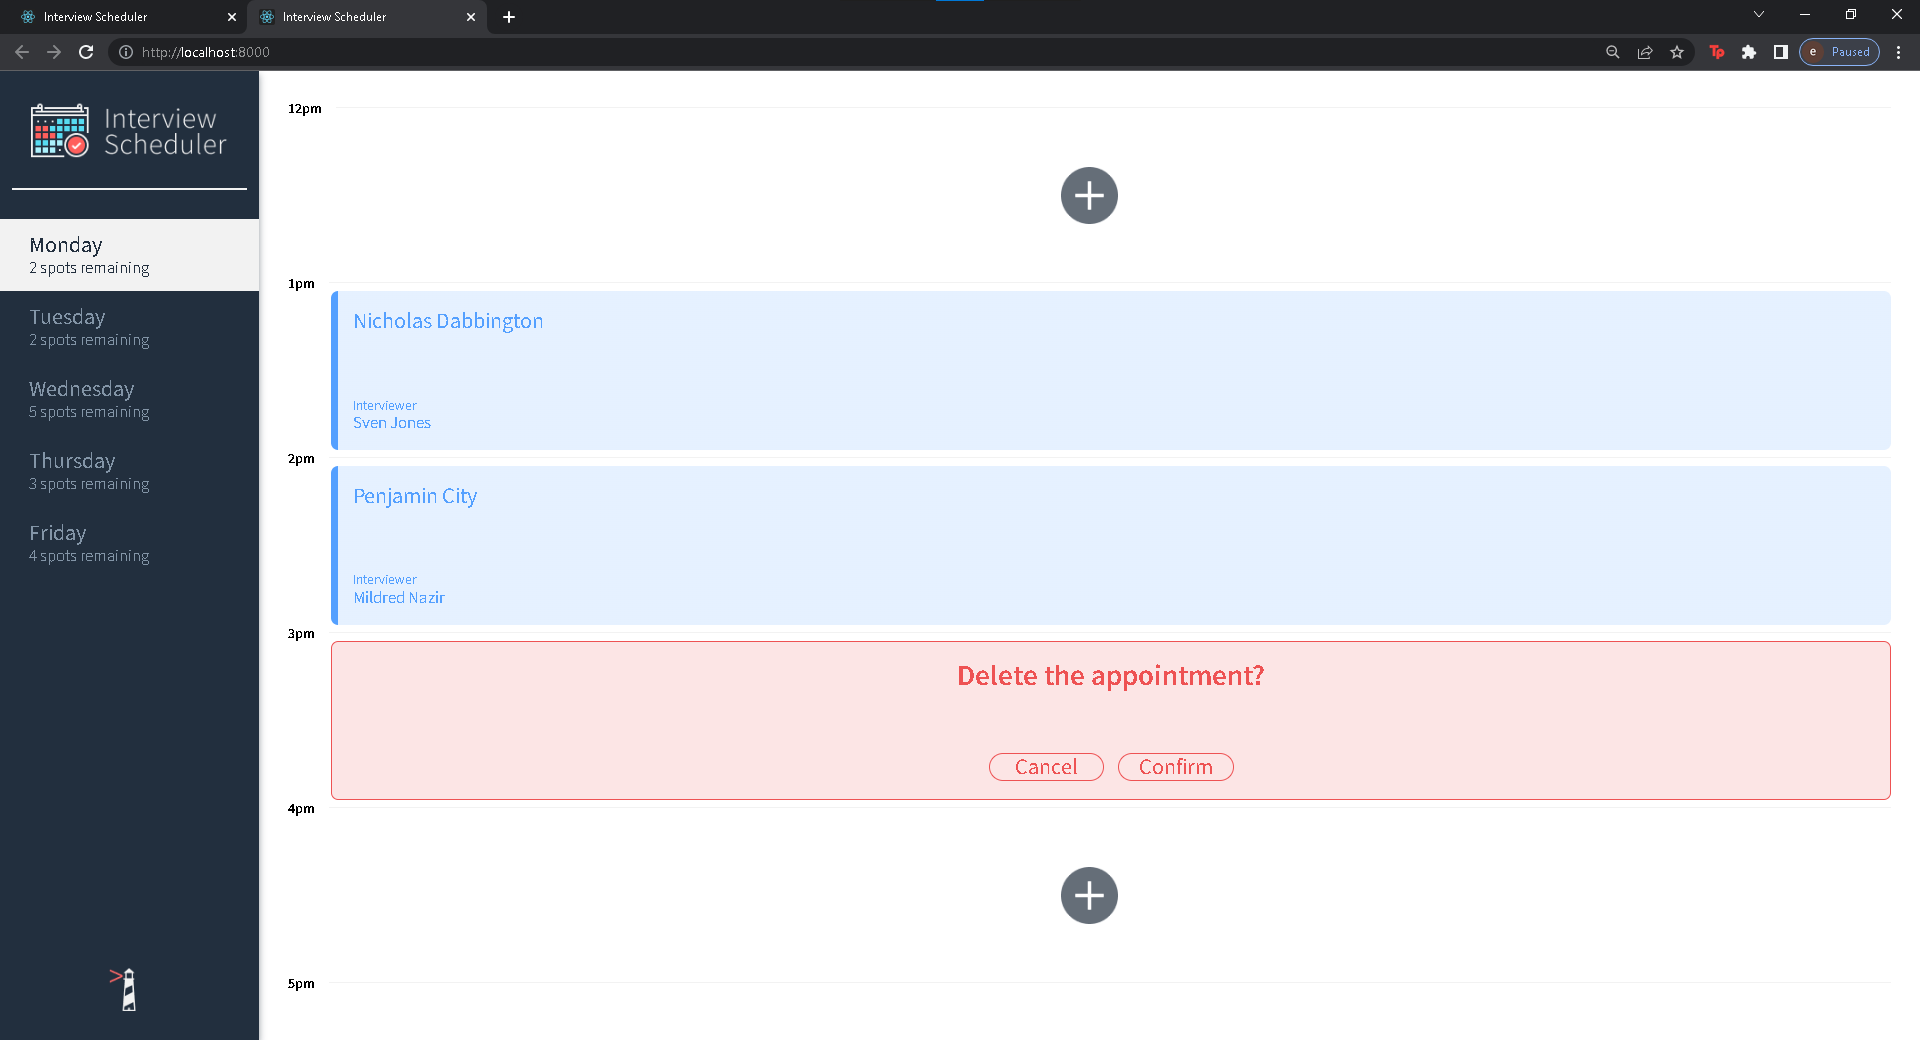 Interview Scheduler
Interview Scheduler
http://localhost:8000
Tp
e Paused
Interview
Scheduler
Monday
2 spots remaining
Tuesday
2 spots remaining
Wednesday
5 spots remaining
Thursday
3 spots remaining
Friday
4 spots remaining
12pm
1pm
Nicholas Dabbington
Interviewer
Sven Jones
2pm
Penjamin City
Interviewer
Mildred Nazir
3pm
Delete the appointment?
Cancel Confirm
4pm
5pm